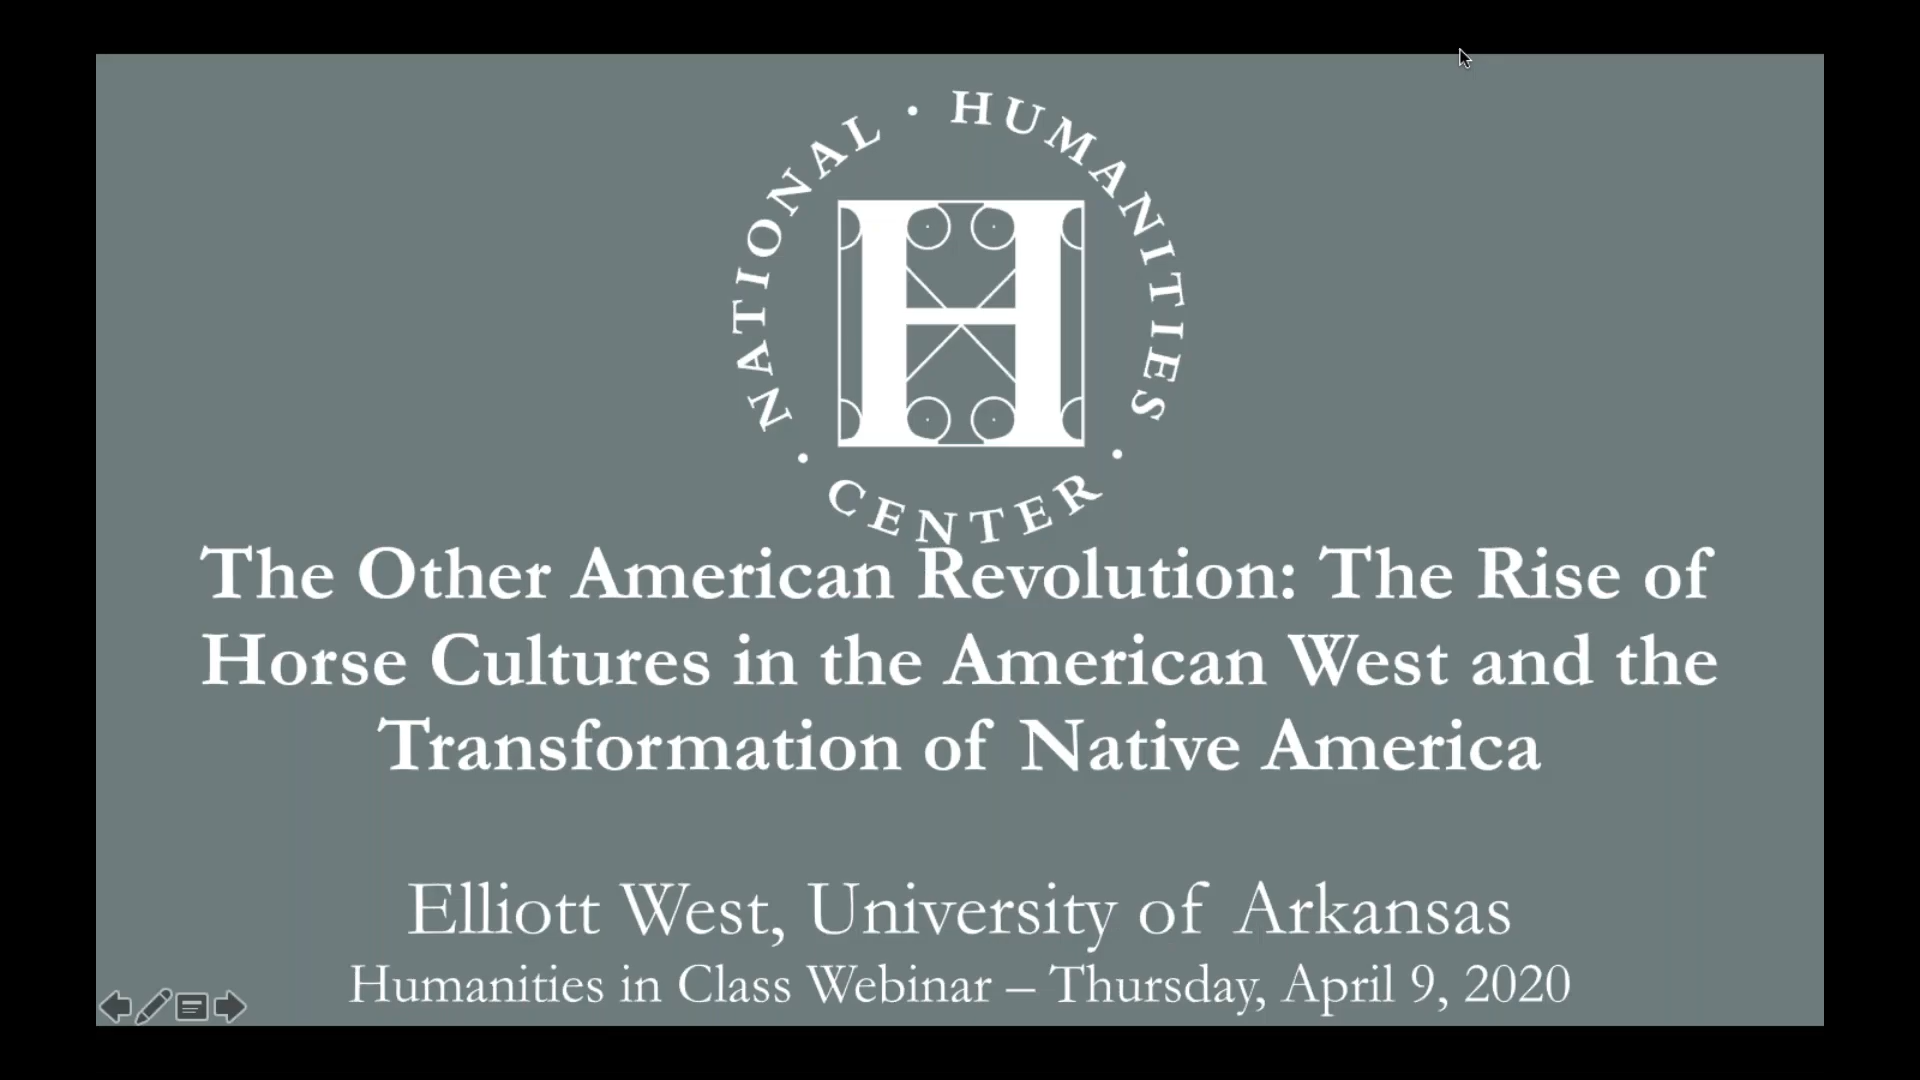 NATIONAL · HUMANITIES · CENTER ·
H
The Other American Revolution: The Rise of
Horse Cultures in the American West and the
Transformation of Native America
Elliott West, University of Arkansas
Humanities in Class Webinar – Thursday, April 9, 2020